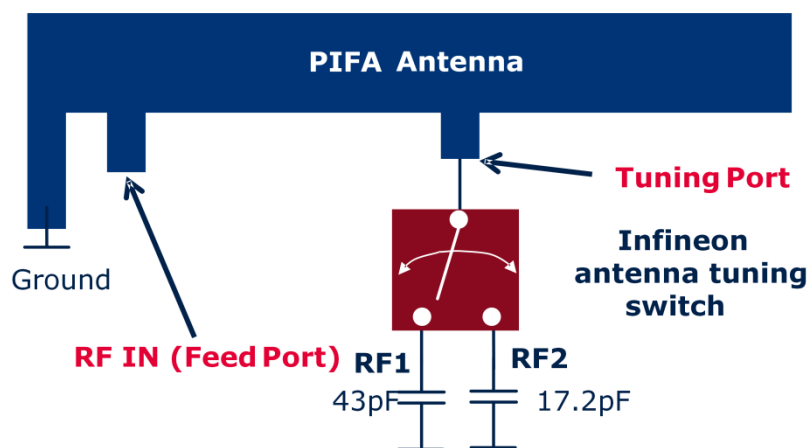 PIFA Antenna
Tuning Port
Infineon
antenna tuning
switch
Ground
RF IN (Feed Port)
RF1
RF2
43pF
17.2pF